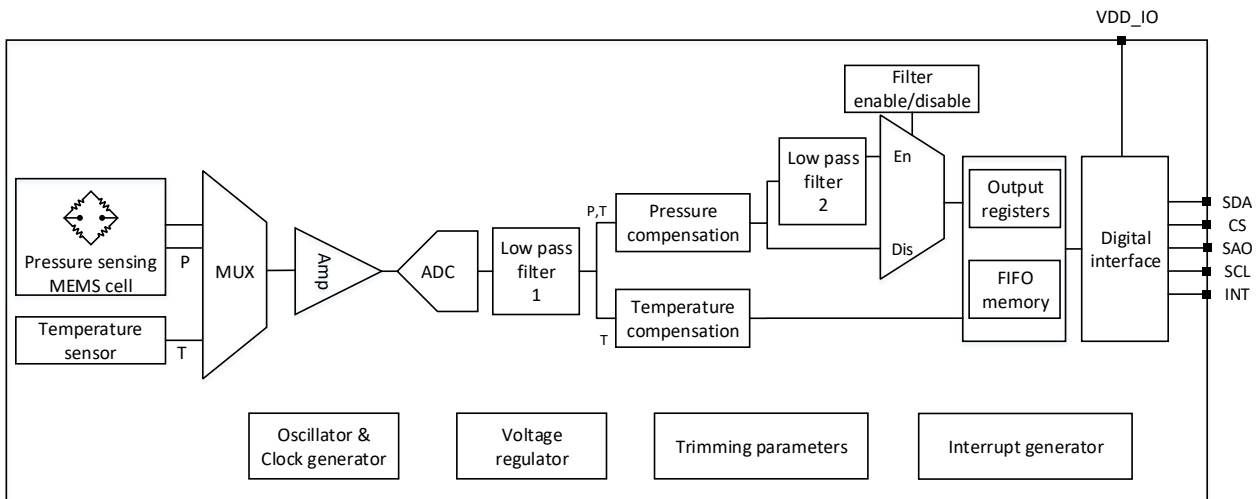 VDD_IO
Filter
enable/disable
Pressure sensing
MEMS cell
P
Temperature
sensor
T
MUX
Amp
ADC
Low pass
filter
1
P,T
Pressure
compensation
T
Temperature
compensation
Low pass
filter
2
En
Dis
Output
registers
FIFO
memory
Digital
interface
SDA
CS
SAO
SCL
INT
Oscillator &
Clock generator
Voltage
regulator
Trimming parameters
Interrupt generator